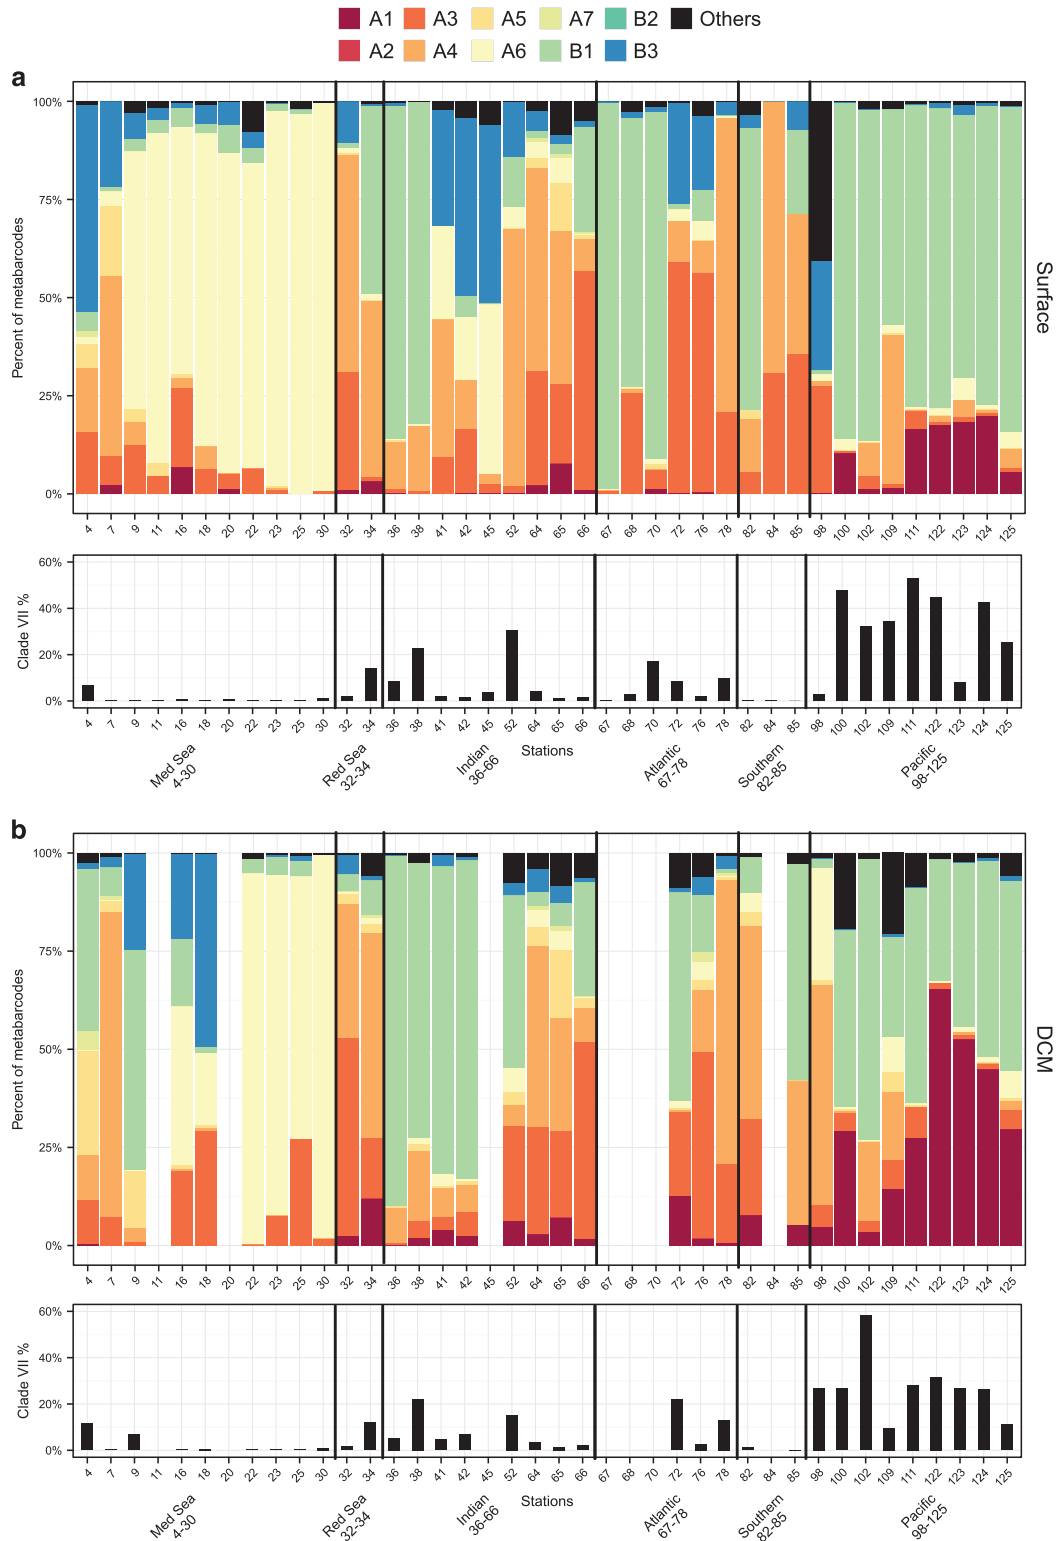 A1 A3 A5 A7 B2 Others
A2 A4 A6 B1 B3
a
100%
75%
50%
25%
0%
Percent of metabarcodes
Surface
4 7 9 11 16 18 20 22 23 25 30 32 34 36 38 41 42 45 52 64 65 66 67 68 70 72 76 78 82 84 85 98 100 102 109 111 122 123 124 125
60%
40%
20%
0%
Clade VII %
4 7 9 11 16 18 20 22 23 25 30 32 34 36 38 41 42 45 52 64 65 66 67 68 70 72 76 78 82 84 85 98 100 102 109 111 122 123 124 125
Med Sea
4-30
Red Sea
32-34
Indian
36-66
Stations
Atlantic
67-78
Southern
82-85
Pacific
98-125
b
100%
75%
50%
25%
0%
Percent of metabarcodes
DCM
4 7 9 11 16 18 20 22 23 25 30 32 34 36 38 41 42 45 52 64 65 66 67 68 70 72 76 78 82 84 85 98 100 102 109 111 122 123 124 125
60%
40%
20%
0%
Clade VII %
4 7 9 11 16 18 20 22 23 25 30 32 34 36 38 41 42 45 52 64 65 66 67 68 70 72 76 78 82 84 85 98 100 102 109 111 122 123 124 125
Med Sea
4-30
Red Sea
32-34
Indian
36-66
Stations
Atlantic
67-78
Southern
82-85
Pacific
98-125